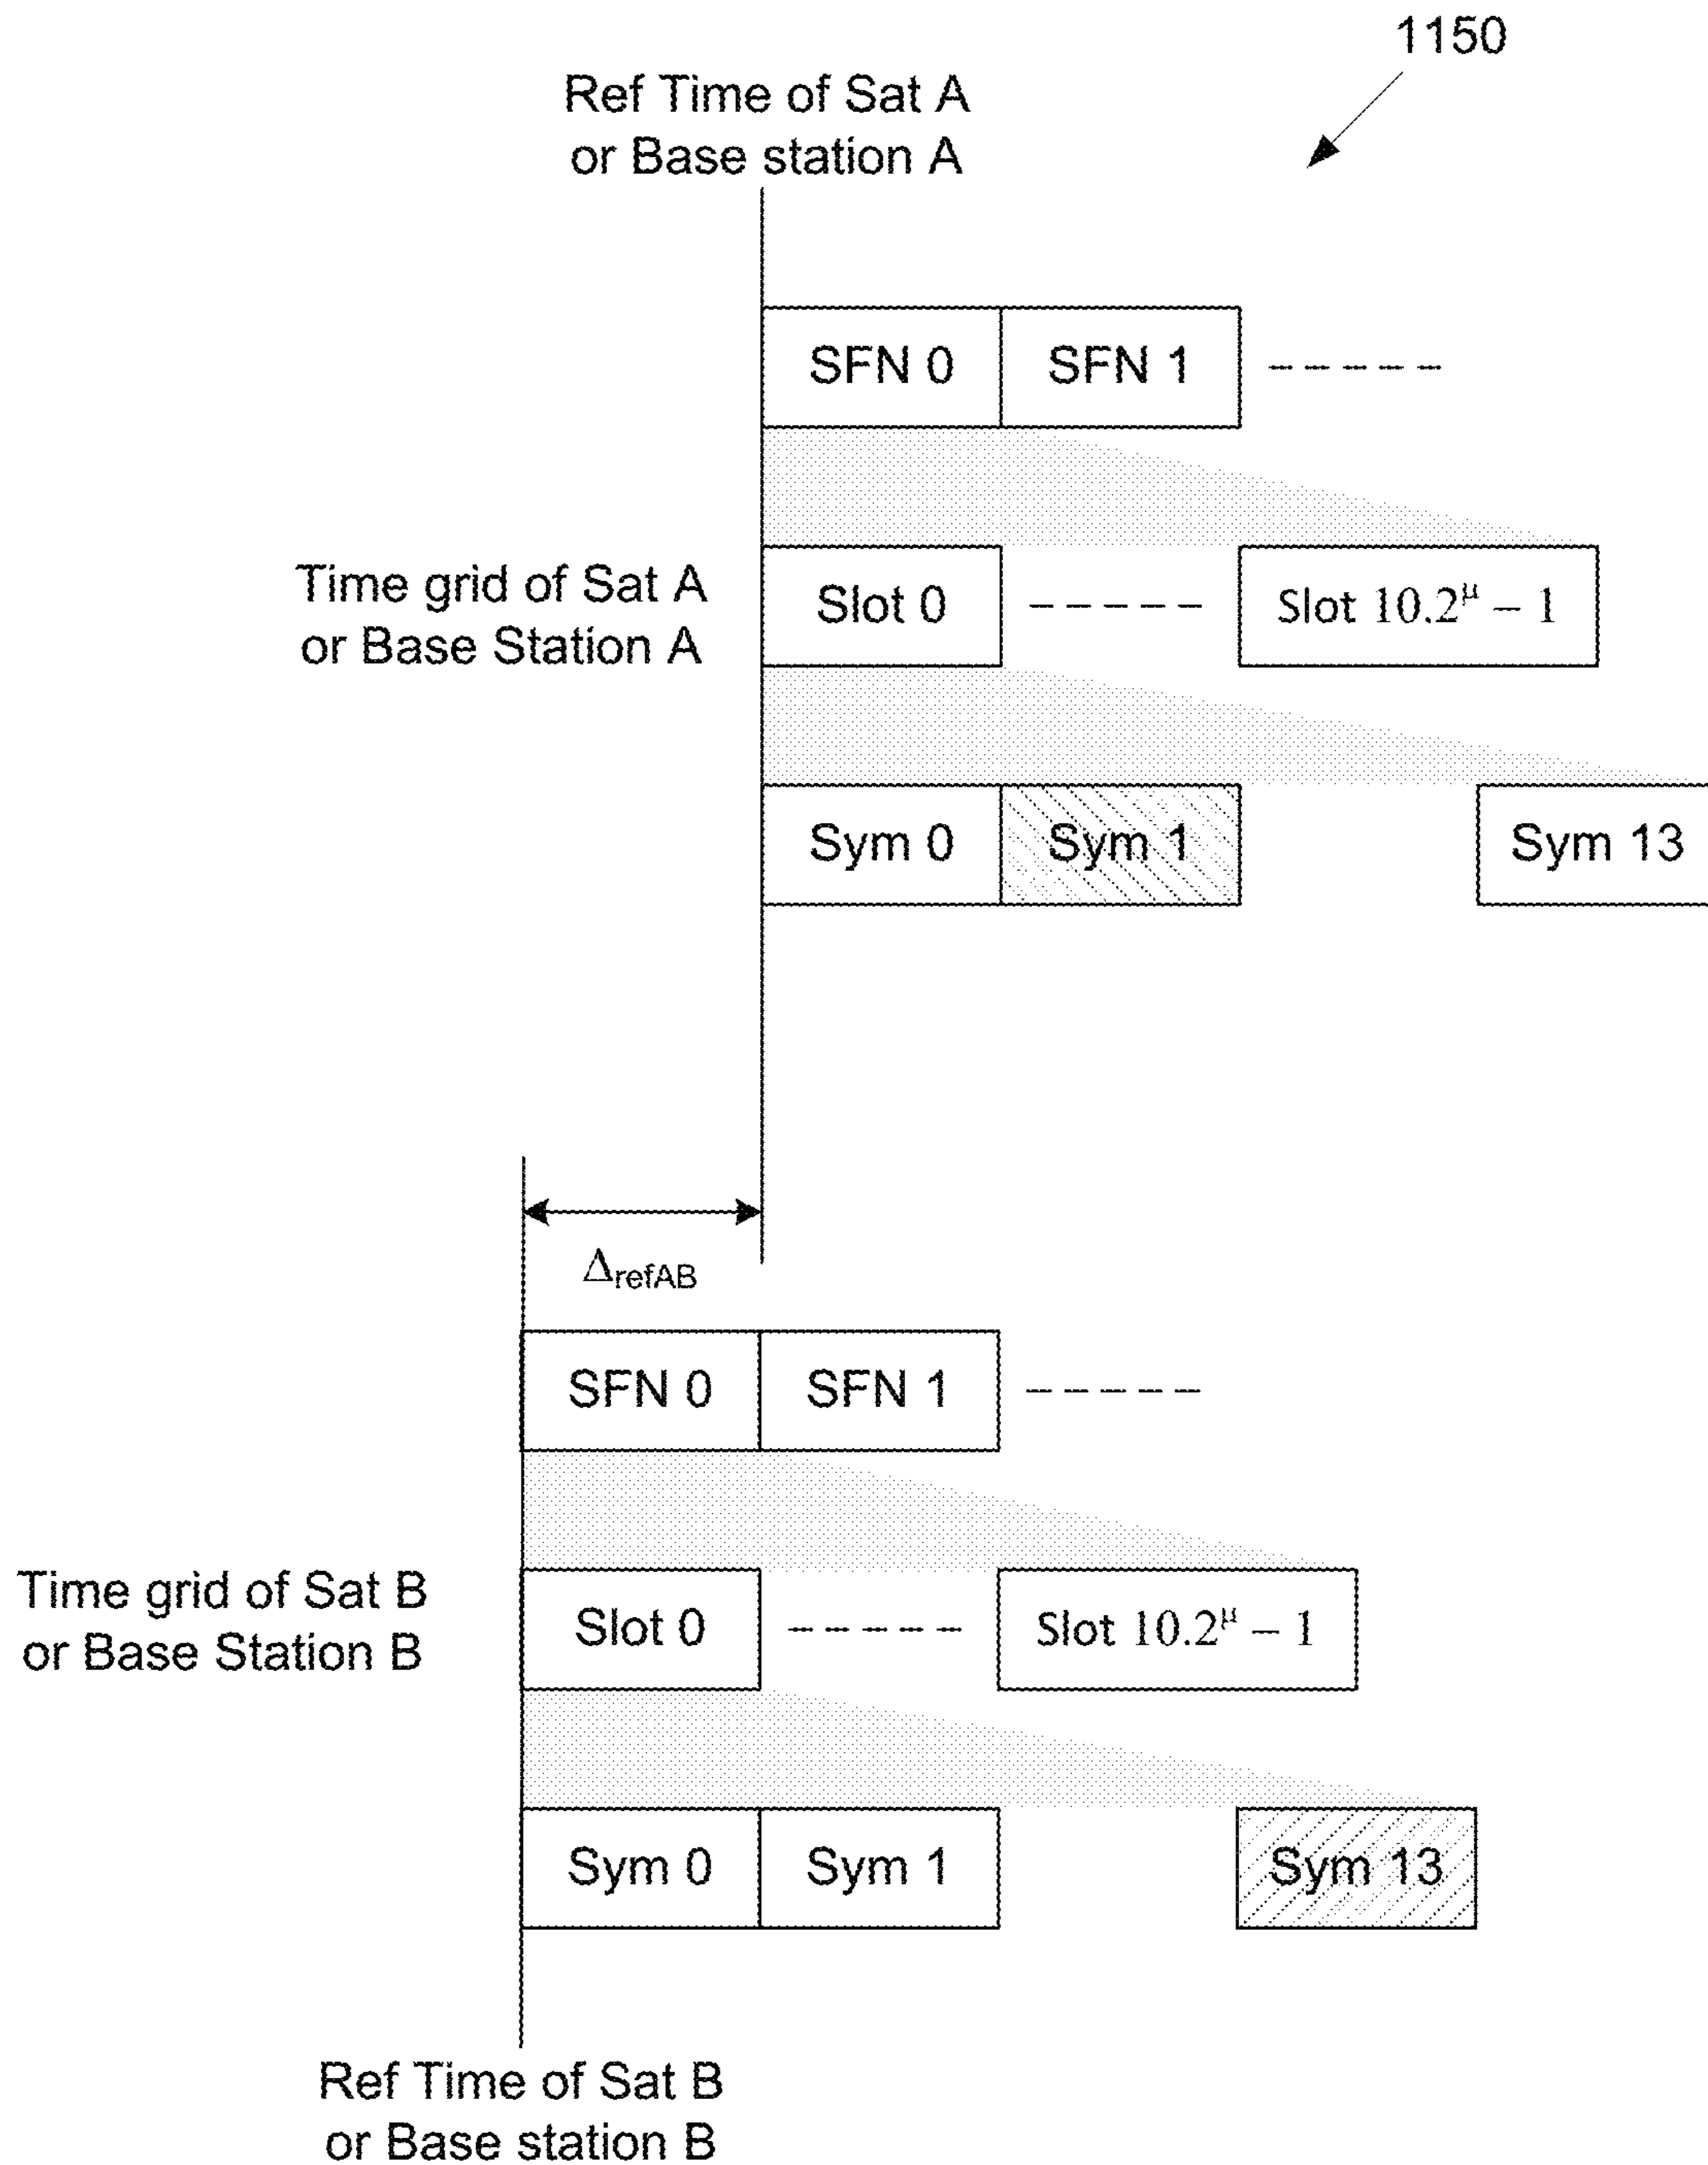 1150
Ref Time of Sat A
or Base station A
SFN 0 SFN 1
Time grid of Sat A
or Base Station A
Slot 0 Slot 10.2^μ – 1
Sym 0 Sym 1 Sym 13
Δ_refAB
SFN 0 SFN 1
Time grid of Sat B
or Base Station B
Slot 0 Slot 10.2^μ – 1
Sym 0 Sym 1 Sym 13
Ref Time of Sat B
or Base station B